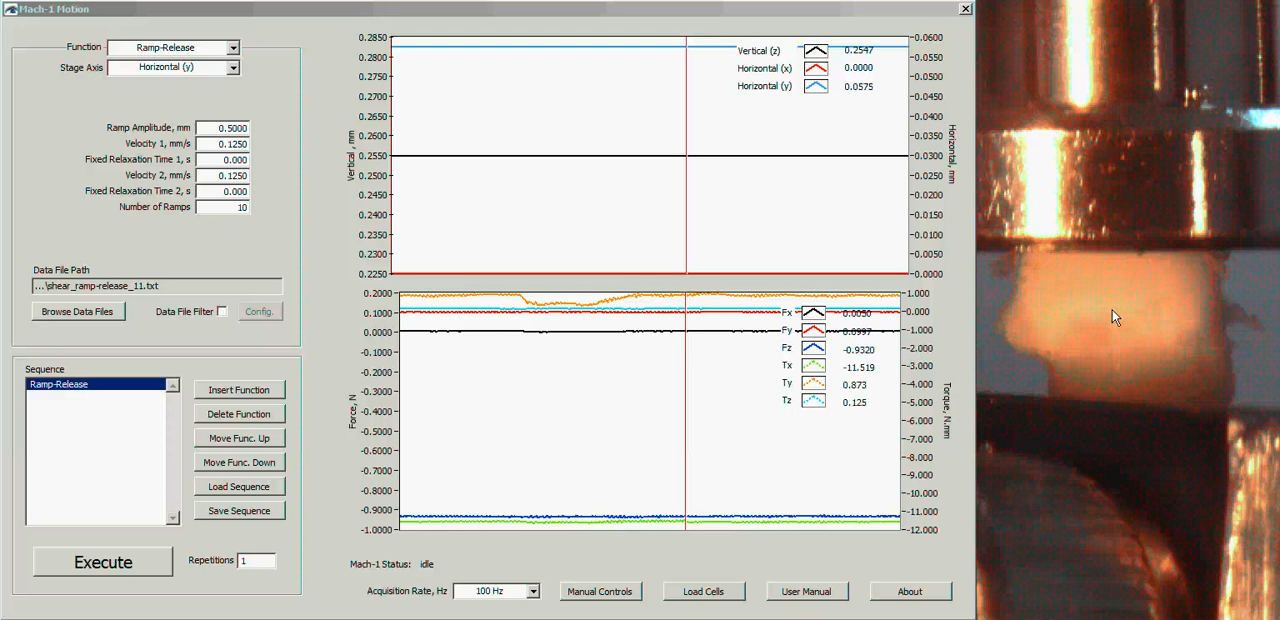 Mach-1 Motion
Function Ramp-Release
Stage Axis Horizontal (y)
Ramp Amplitude, mm 0.5000
Velocity 1, mm/s 0.1250
Fixed Relaxation Time 1, s 0.000
Velocity 2, mm/s 0.1250
Fixed Relaxation Time 2, s 0.000
Number of Ramps 10
Data File Path
...\shear_ramp-release_11.txt
Browse Data Files Data File Filter Config.
Sequence
Ramp-Release
Insert Function
Delete Function
Move Func. Up
Move Func. Down
Load Sequence
Save Sequence
Execute Repetitions 1
0.2850
0.2800
0.2750
0.2700
0.2650
0.2600
0.2550
0.2500
0.2450
0.2400
0.2350
0.2300
0.2250
Vertical, mm
Vertical (z) 0.2547
Horizontal (x) 0.0000
Horizontal (y) 0.0575
0.0600
0.0550
0.0500
0.0450
0.0400
0.0350
0.0300
0.0250
0.0200
0.0150
0.0100
0.0050
0.0000
Horizontal, mm
0.2000
0.1000
0.0000
-0.1000
-0.2000
-0.3000
-0.4000
-0.5000
-0.6000
-0.7000
-0.8000
-0.9000
-1.0000
Force, N
Fx 0.0050
Fy 0.0997
Fz -0.9320
Tx -11.519
Ty 0.873
Tz 0.125
1.000
0.000
-1.000
-2.000
-3.000
-4.000
-5.000
-6.000
-7.000
-8.000
-9.000
-10.000
-11.000
-12.000
Torque, N.mm
Mach-1 Status: idle
Acquisition Rate, Hz 100 Hz Manual Controls Load Cells User Manual About